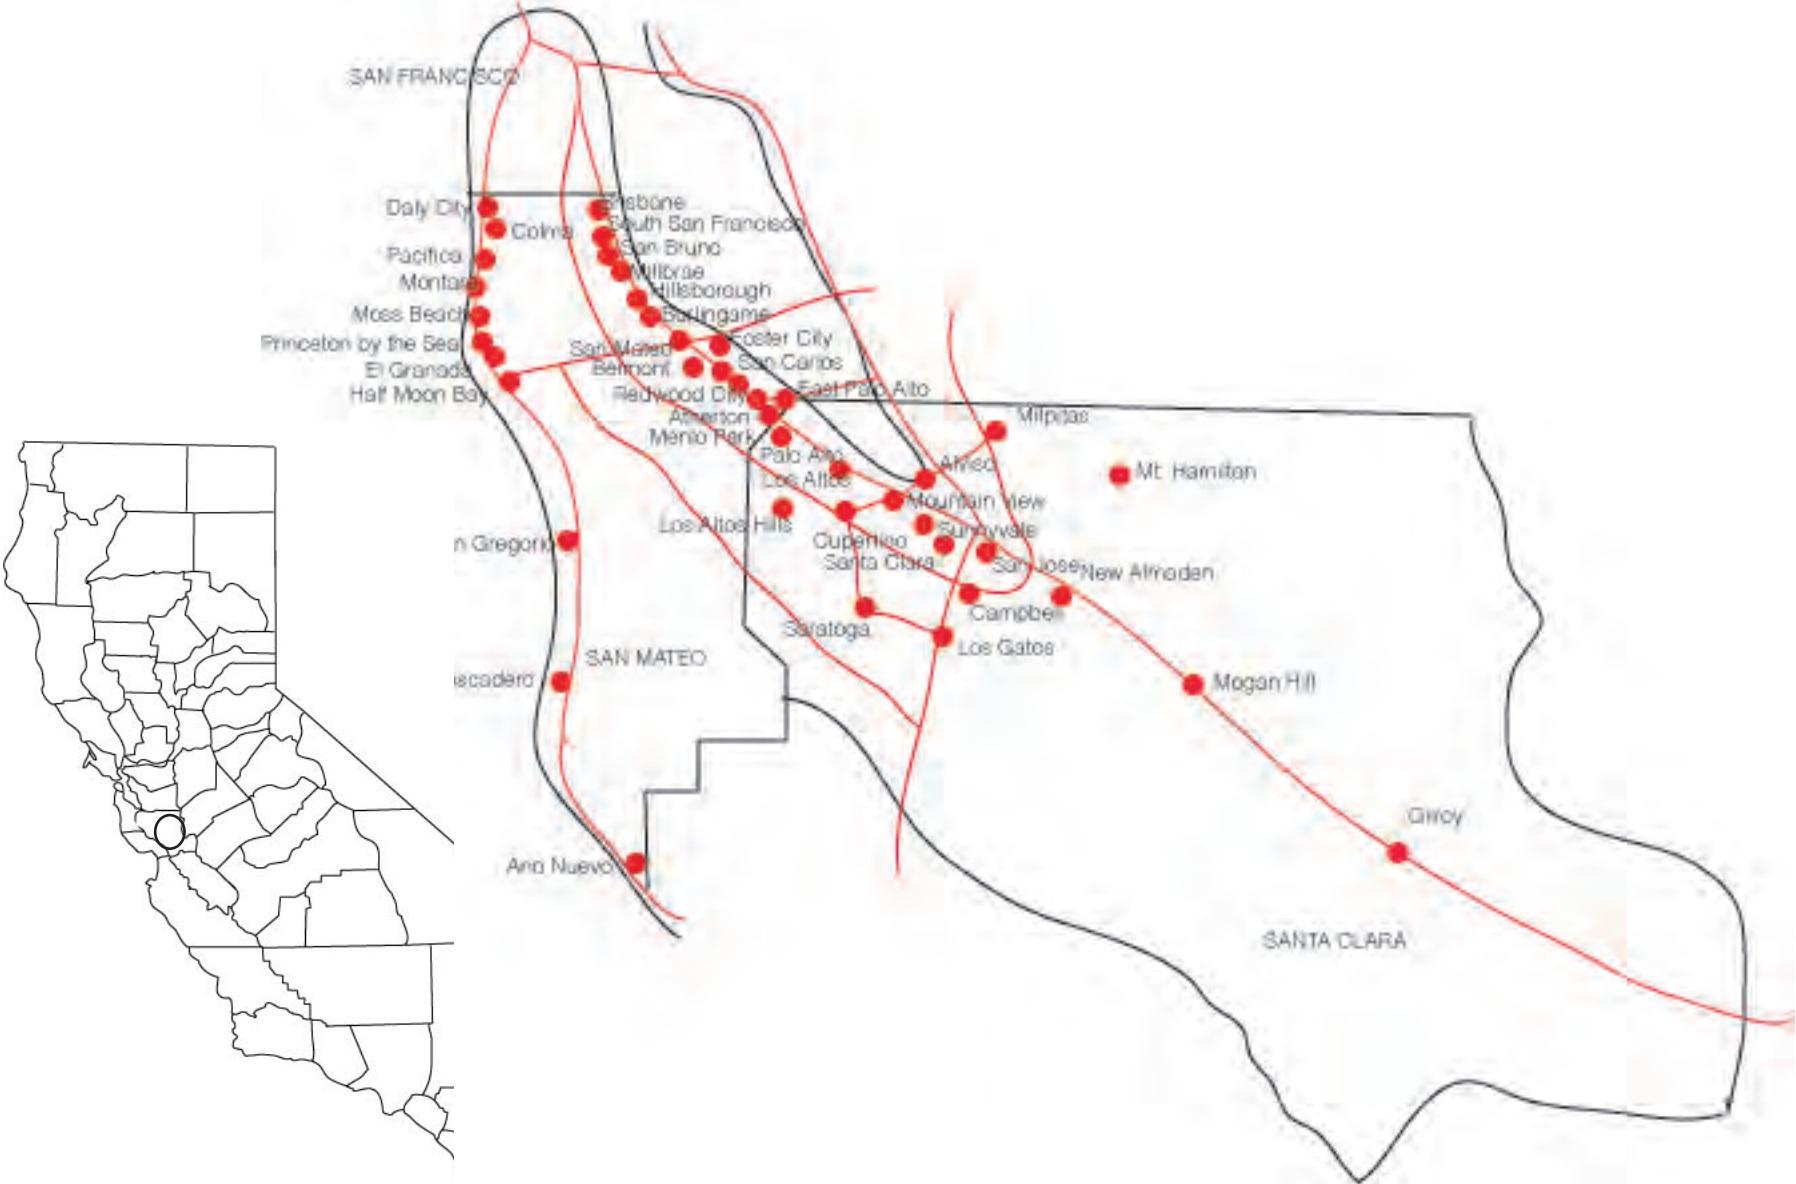 SAN FRANCISCO
Daly City
Brisbane
South San Francisco
Colma
San Bruno
Pacifica
Millbrae
Montara
Hillsborough
Moss Beach
Burlingame
Princeton by the Sea
San Mateo
Foster City
El Granada
Belmont
San Carlos
Half Moon Bay
Redwood City
East Palo Alto
Atherton
Milpitas
Menlo Park
Palo Alto
Alviso
Mt. Hamilton
Los Altos
Mountain View
Los Altos Hills
Sunnyvale
n Gregorio
Cupertino
Santa Clara
San Jose
New Almaden
Campbell
Saratoga
Los Gatos
SAN MATEO
scadero
Mogan Hill
Gilroy
Ano Nuevo
SANTA CLARA